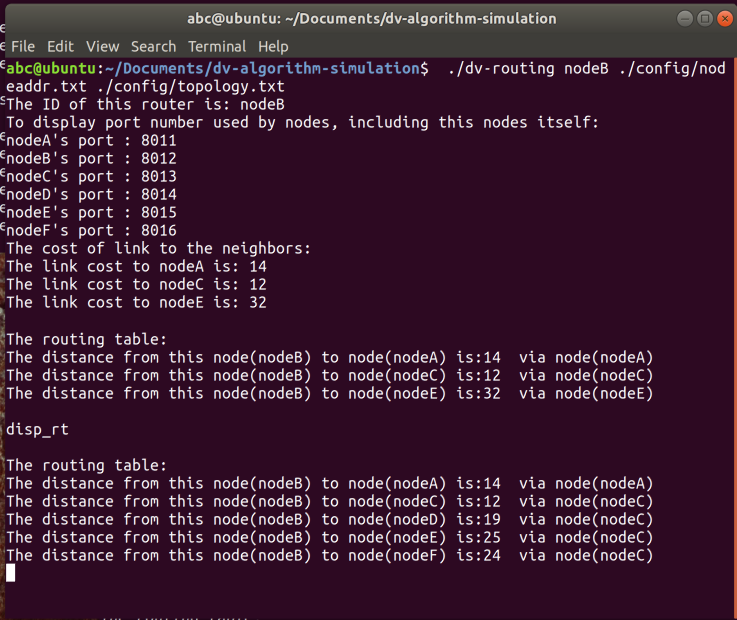 abc@ubuntu: ~/Documents/dv-algorithm-simulation
File Edit View Search Terminal Help
abc@ubuntu:~/Documents/dv-algorithm-simulation$  ./dv-routing nodeB ./config/nod
eaddr.txt ./config/topology.txt
The ID of this router is: nodeB
To display port number used by nodes, including this nodes itself:
nodeA's port : 8011
nodeB's port : 8012
nodeC's port : 8013
nodeD's port : 8014
nodeE's port : 8015
nodeF's port : 8016
The cost of link to the neighbors:
The link cost to nodeA is: 14
The link cost to nodeC is: 12
The link cost to nodeE is: 32
The routing table:
The distance from this node(nodeB) to node(nodeA) is:14  via node(nodeA)
The distance from this node(nodeB) to node(nodeC) is:12  via node(nodeC)
The distance from this node(nodeB) to node(nodeE) is:32  via node(nodeE)
disp_rt
The routing table:
The distance from this node(nodeB) to node(nodeA) is:14  via node(nodeA)
The distance from this node(nodeB) to node(nodeC) is:12  via node(nodeC)
The distance from this node(nodeB) to node(nodeD) is:19  via node(nodeC)
The distance from this node(nodeB) to node(nodeE) is:25  via node(nodeC)
The distance from this node(nodeB) to node(nodeF) is:24  via node(nodeC)